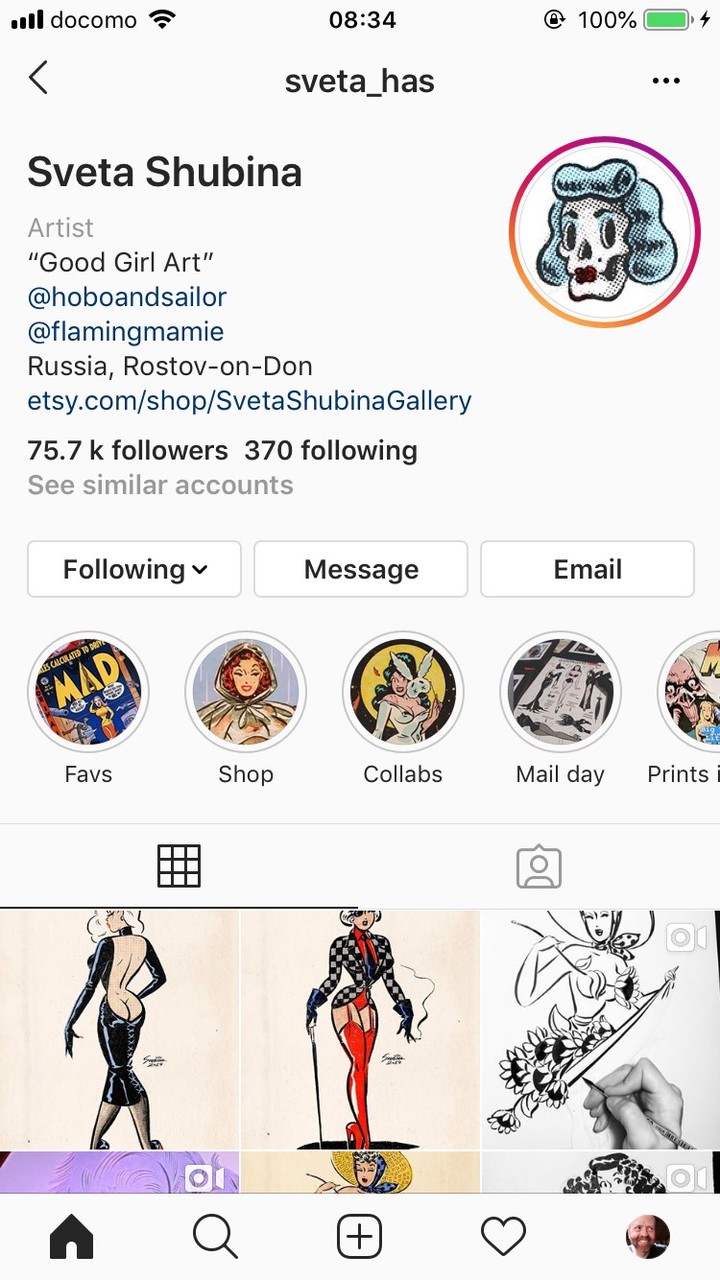 docomo 08:34 100%
sveta_has
Sveta Shubina
Artist
“Good Girl Art”
@hoboandsailor
@flamingmamie
Russia, Rostov-on-Don
etsy.com/shop/SvetaShubinaGallery
75.7 k followers 370 following
See similar accounts
Following Message Email
MAD
Favs Shop Collabs Mail day Prints i